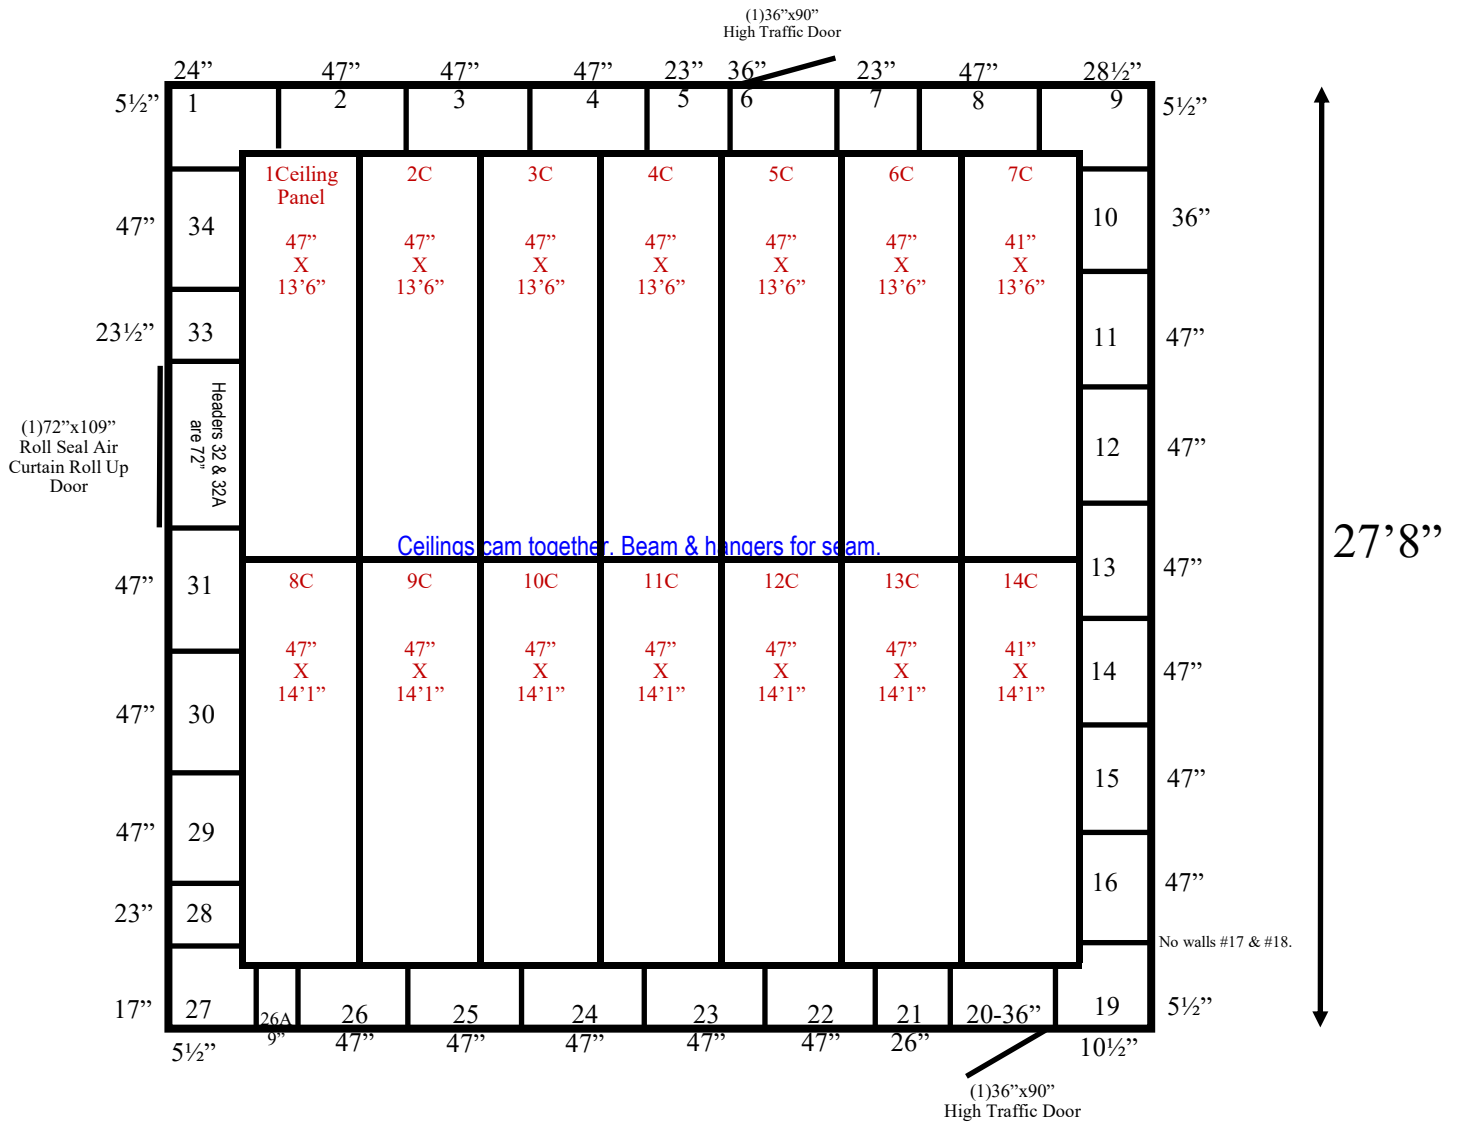 (1)36”x90”
High Traffic Door
24” 47” 47” 47” 23” 36” 23” 47” 28½”
5½” 1 2 3 4 5 6 7 8 9 5½”
1Ceiling Panel 2C 3C 4C 5C 6C 7C
47” 47” 47” 47” 47” 47” 41”
X X X X X X X
13’6” 13’6” 13’6” 13’6” 13’6” 13’6” 13’6”
47” 34
10 36”
23½” 33
11 47”
(1)72”x109”
Roll Seal Air
Curtain Roll Up
Door
Headers 32 & 32A
are 72”
12 47”
27’8”
Ceilings cam together. Beam & hangers for seam.
13 47”
8C 9C 10C 11C 12C 13C 14C
47” 47” 47” 47” 47” 47” 41”
X X X X X X X
14’1” 14’1” 14’1” 14’1” 14’1” 14’1” 14’1”
47” 31
14 47”
47” 30
15 47”
47” 29
16 47”
23” 28
No walls #17 & #18.
17” 27 26A 26 25 24 23 22 21 20-36” 19 5½”
5½” 9” 47” 47” 47” 47” 47” 26” 10½”
(1)36”x90”
High Traffic Door